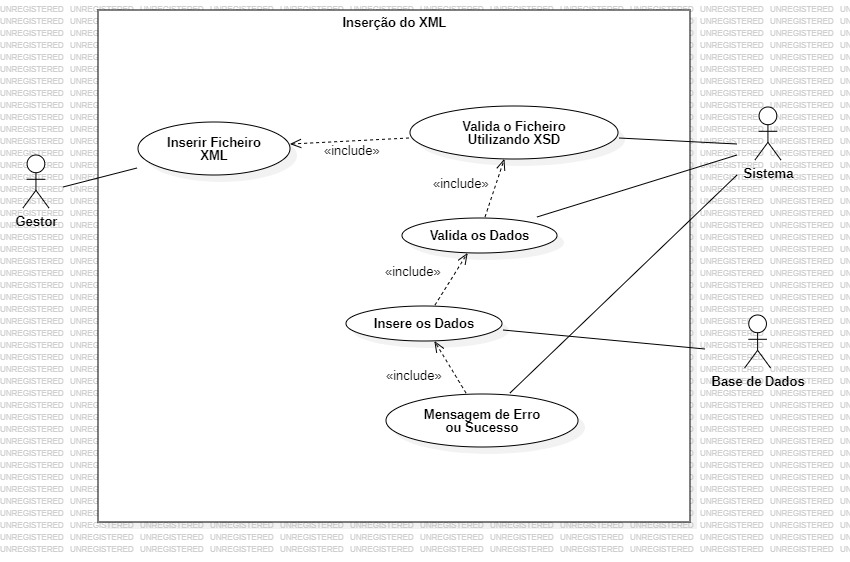 Inserção do XML
Inserir Ficheiro
XML
«include»
Valida o Ficheiro
Utilizando XSD
Sistema
Gestor
«include»
Valida os Dados
«include»
Insere os Dados
Base de Dados
«include»
Mensagem de Erro
ou Sucesso
UNREGISTERED